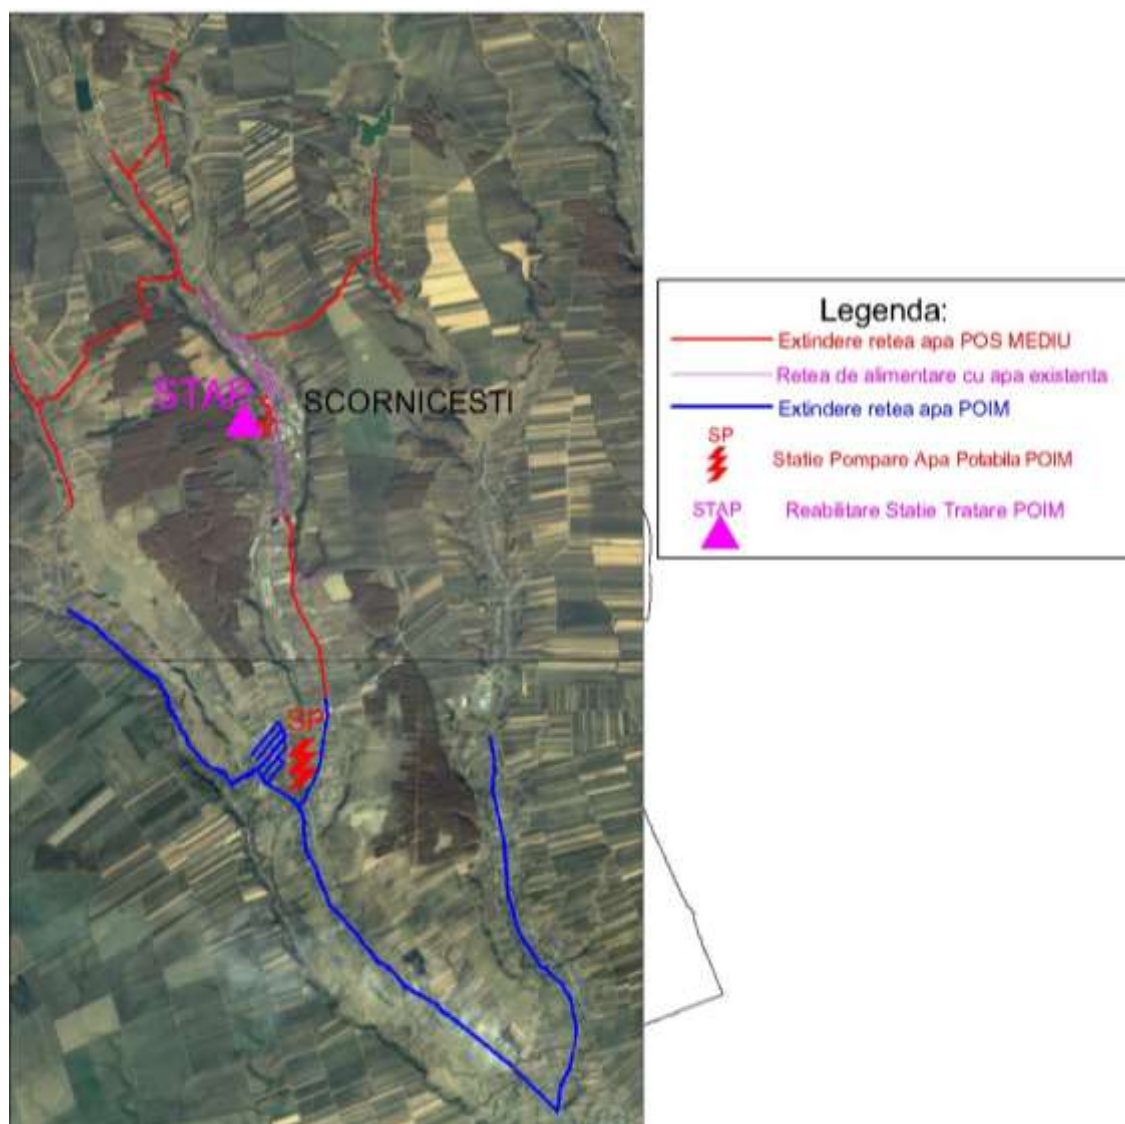 STAP
SCORNICESTI
SP
Legenda:
Extindere retea apa POS MEDIU
Retea de alimentare cu apa existenta
Extindere retea apa POIM
SP
Statie Pompare Apa Potabila POIM
STAP
Reabilitare Statie Tratare POIM